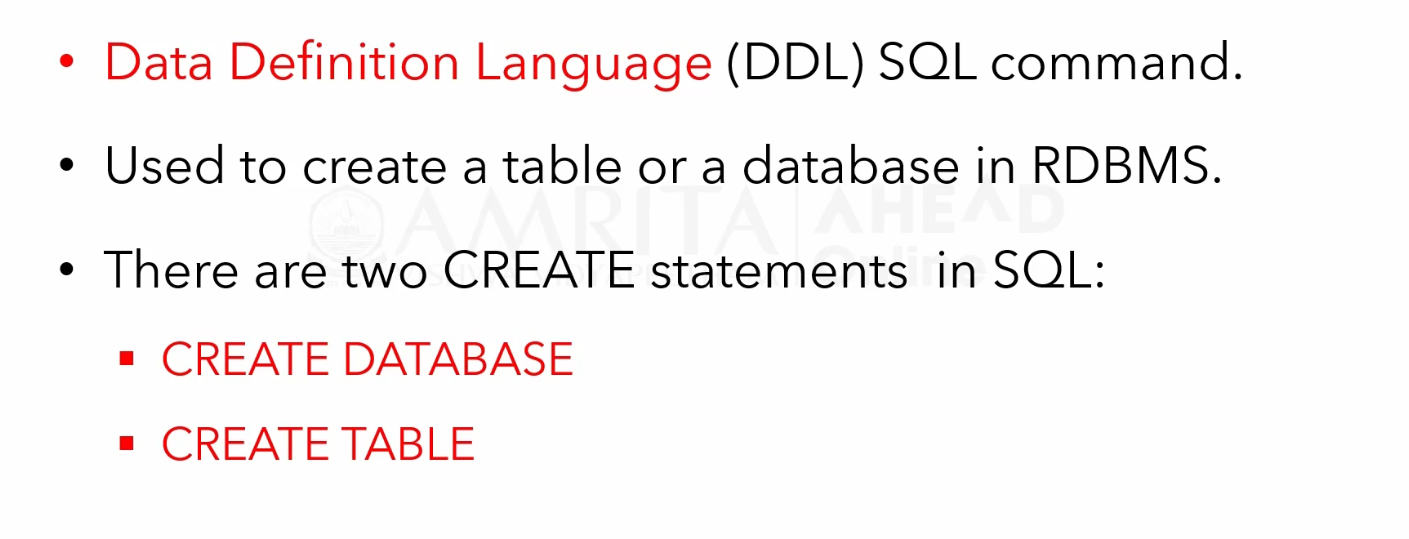 • Data Definition Language (DDL) SQL command.
• Used to create a table or a database in RDBMS.
AMRITA AHEAD
Online
• There are two CREATE statements in SQL:
▪ CREATE DATABASE
▪ CREATE TABLE